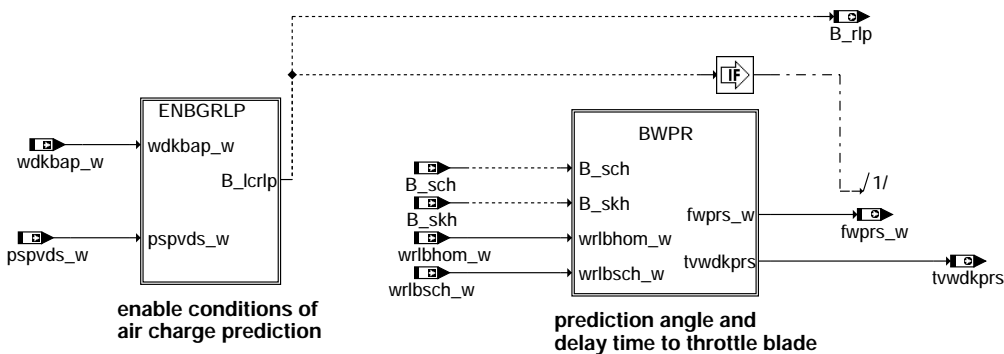 B_rlp
IF
ENBGRLP
BWPR
wdkbap_w
wdkbap_w
B_lcrlp
pspvds_w
pspvds_w
B_sch
B_sch
B_skh
B_skh
wrlbhom_w
wrlbhom_w
wrlbsch_w
wrlbsch_w
/1/
fwprs_w
fwprs_w
tvwdkprs
tvwdkprs
enable conditions of
air charge prediction
prediction angle and
delay time to throttle blade